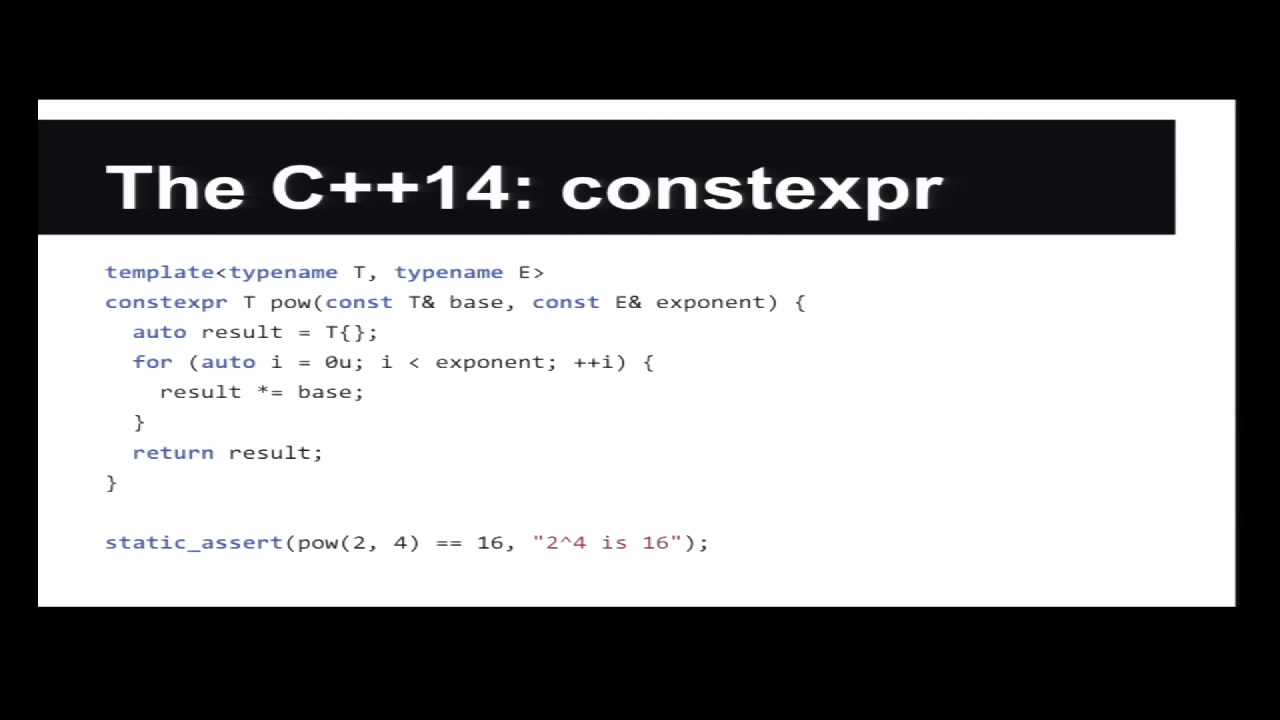 The C++14: constexpr
template<typename T, typename E>
constexpr T pow(const T& base, const E& exponent) {
  auto result = T{};
  for (auto i = 0u; i < exponent; ++i) {
    result *= base;
  }
  return result;
}
static_assert(pow(2, 4) == 16, "2^4 is 16");